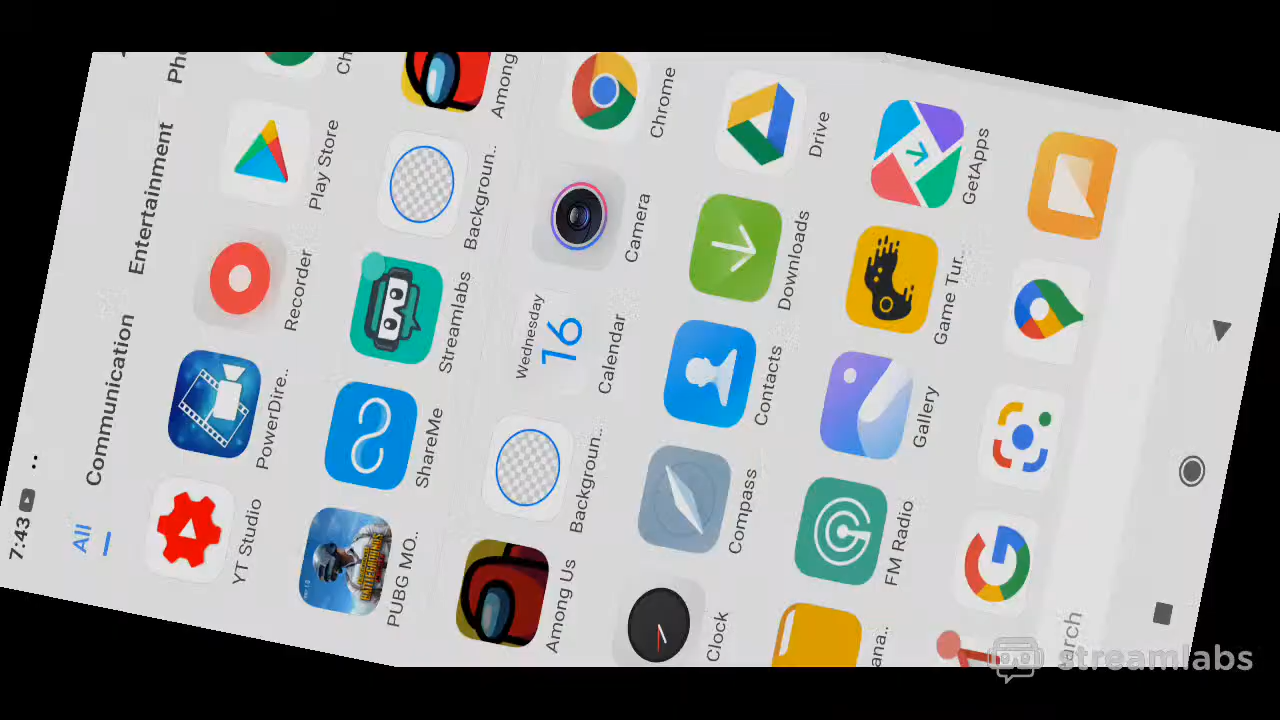 7:43
All Communication Entertainment
YT Studio PowerDire.. Recorder Play Store
PUBG MO.. ShareMe Streamlabs Backgroun.. Among
Among Us Backgroun.. Wednesday 16 Calendar Camera Chrome
Clock Compass Contacts Downloads Drive
FM Radio Gallery Game Tur.. GetApps
streamlabs